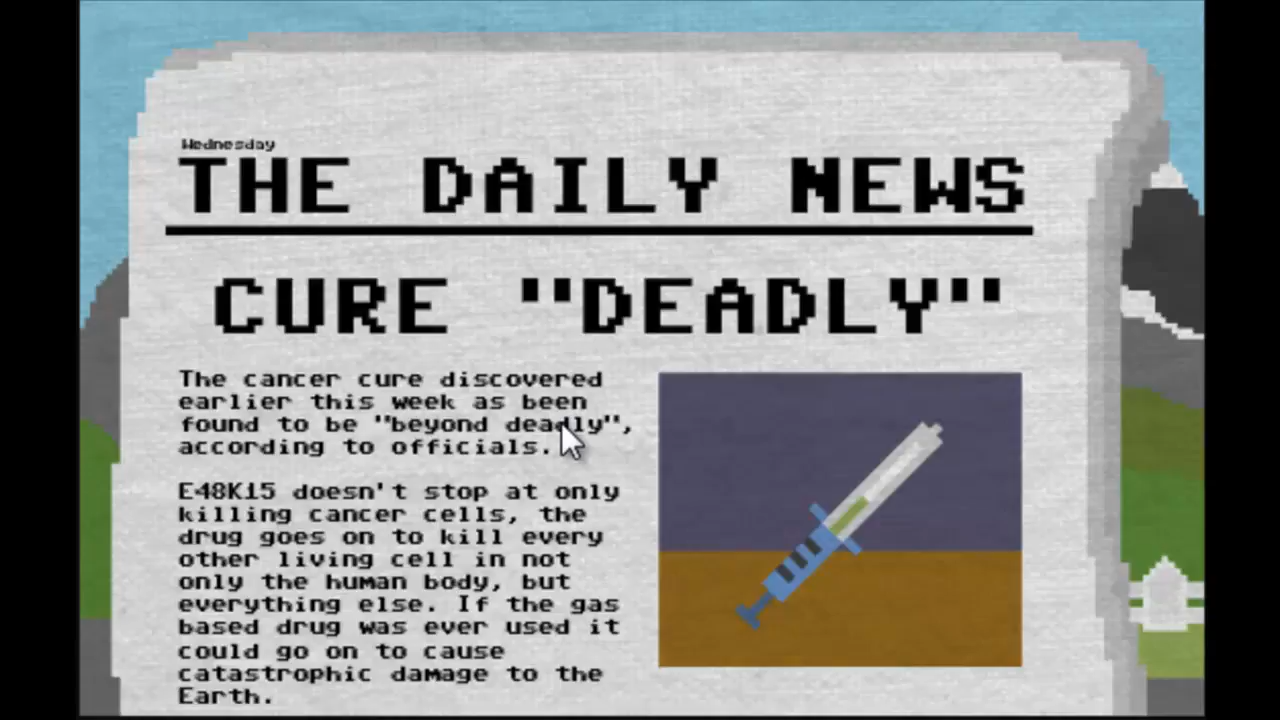 Wednesday
THE DAILY NEWS
CURE "DEADLY"
The cancer cure discovered
earlier this week as been
found to be "beyond deadly",
according to officials.
E48K15 doesn't stop at only
killing cancer cells, the
drug goes on to kill every
other living cell in not
only the human body, but
everything else. If the gas
based drug was ever used it
could go on to cause
catastrophic damage to the
Earth.